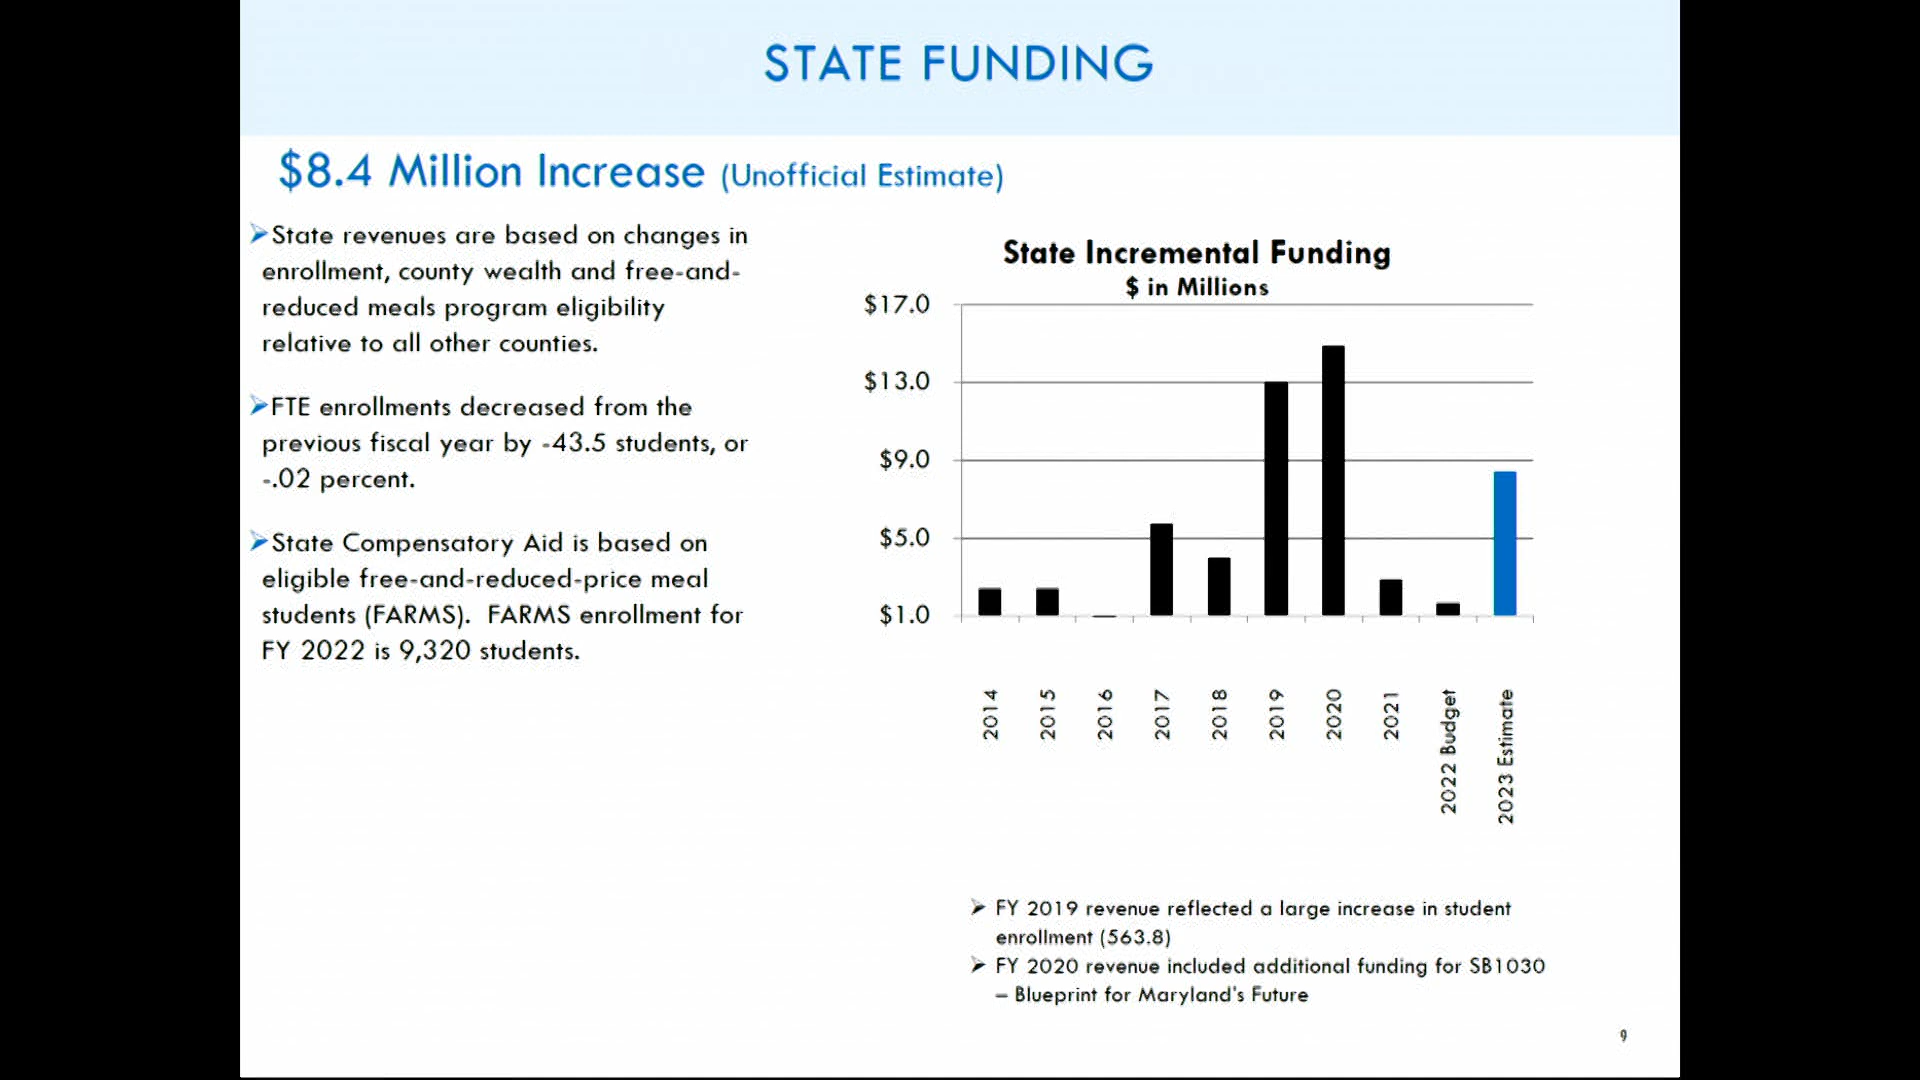 STATE FUNDING
$8.4 Million Increase (Unofficial Estimate)
➢State revenues are based on changes in
enrollment, county wealth and free-and-
reduced meals program eligibility
relative to all other counties.
➢FTE enrollments decreased from the
previous fiscal year by -43.5 students, or
-.02 percent.
➢State Compensatory Aid is based on
eligible free-and-reduced-price meal
students (FARMS).  FARMS enrollment for
FY 2022 is 9,320 students.
State Incremental Funding
$ in Millions
$17.0
$13.0
$9.0
$5.0
$1.0
2014
2015
2016
2017
2018
2019
2020
2021
2022 Budget
2023 Estimate
➢ FY 2019 revenue reflected a large increase in student
enrollment (563.8)
➢ FY 2020 revenue included additional funding for SB1030
– Blueprint for Maryland's Future
9